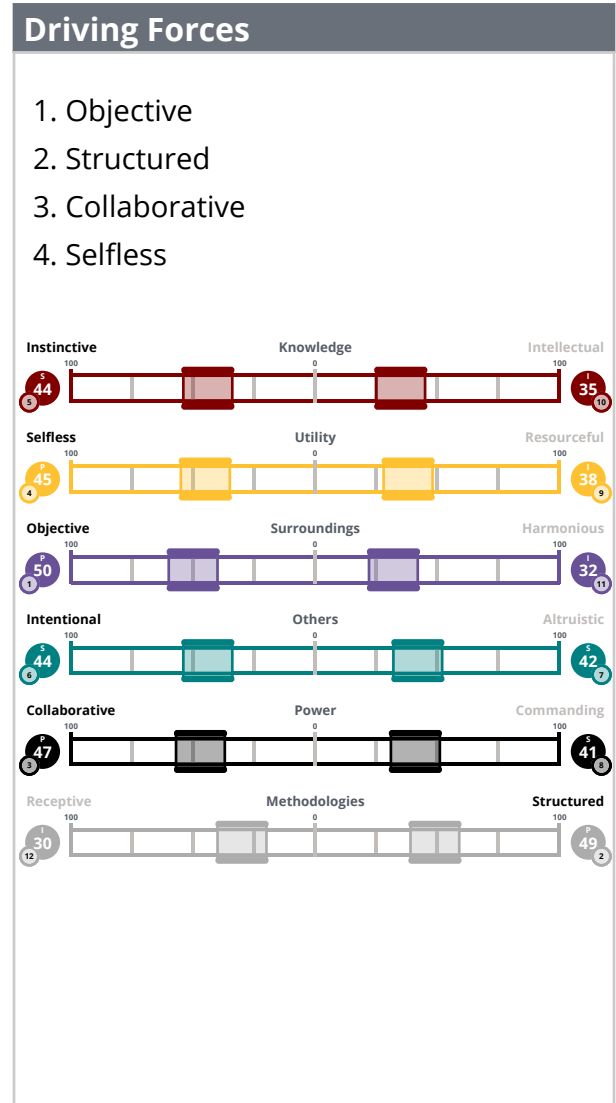 Driving Forces
1. Objective
2. Structured
3. Collaborative
4. Selfless
Instinctive Knowledge Intellectual
100 0 100
S 44 5 I 35 10
Selfless Utility Resourceful
100 0 100
P 45 4 I 38 9
Objective Surroundings Harmonious
100 0 100
P 50 1 I 32 11
Intentional Others Altruistic
100 0 100
S 44 6 S 42 7
Collaborative Power Commanding
100 0 100
P 47 3 S 41 8
Receptive Methodologies Structured
100 0 100
I 30 12 P 49 2